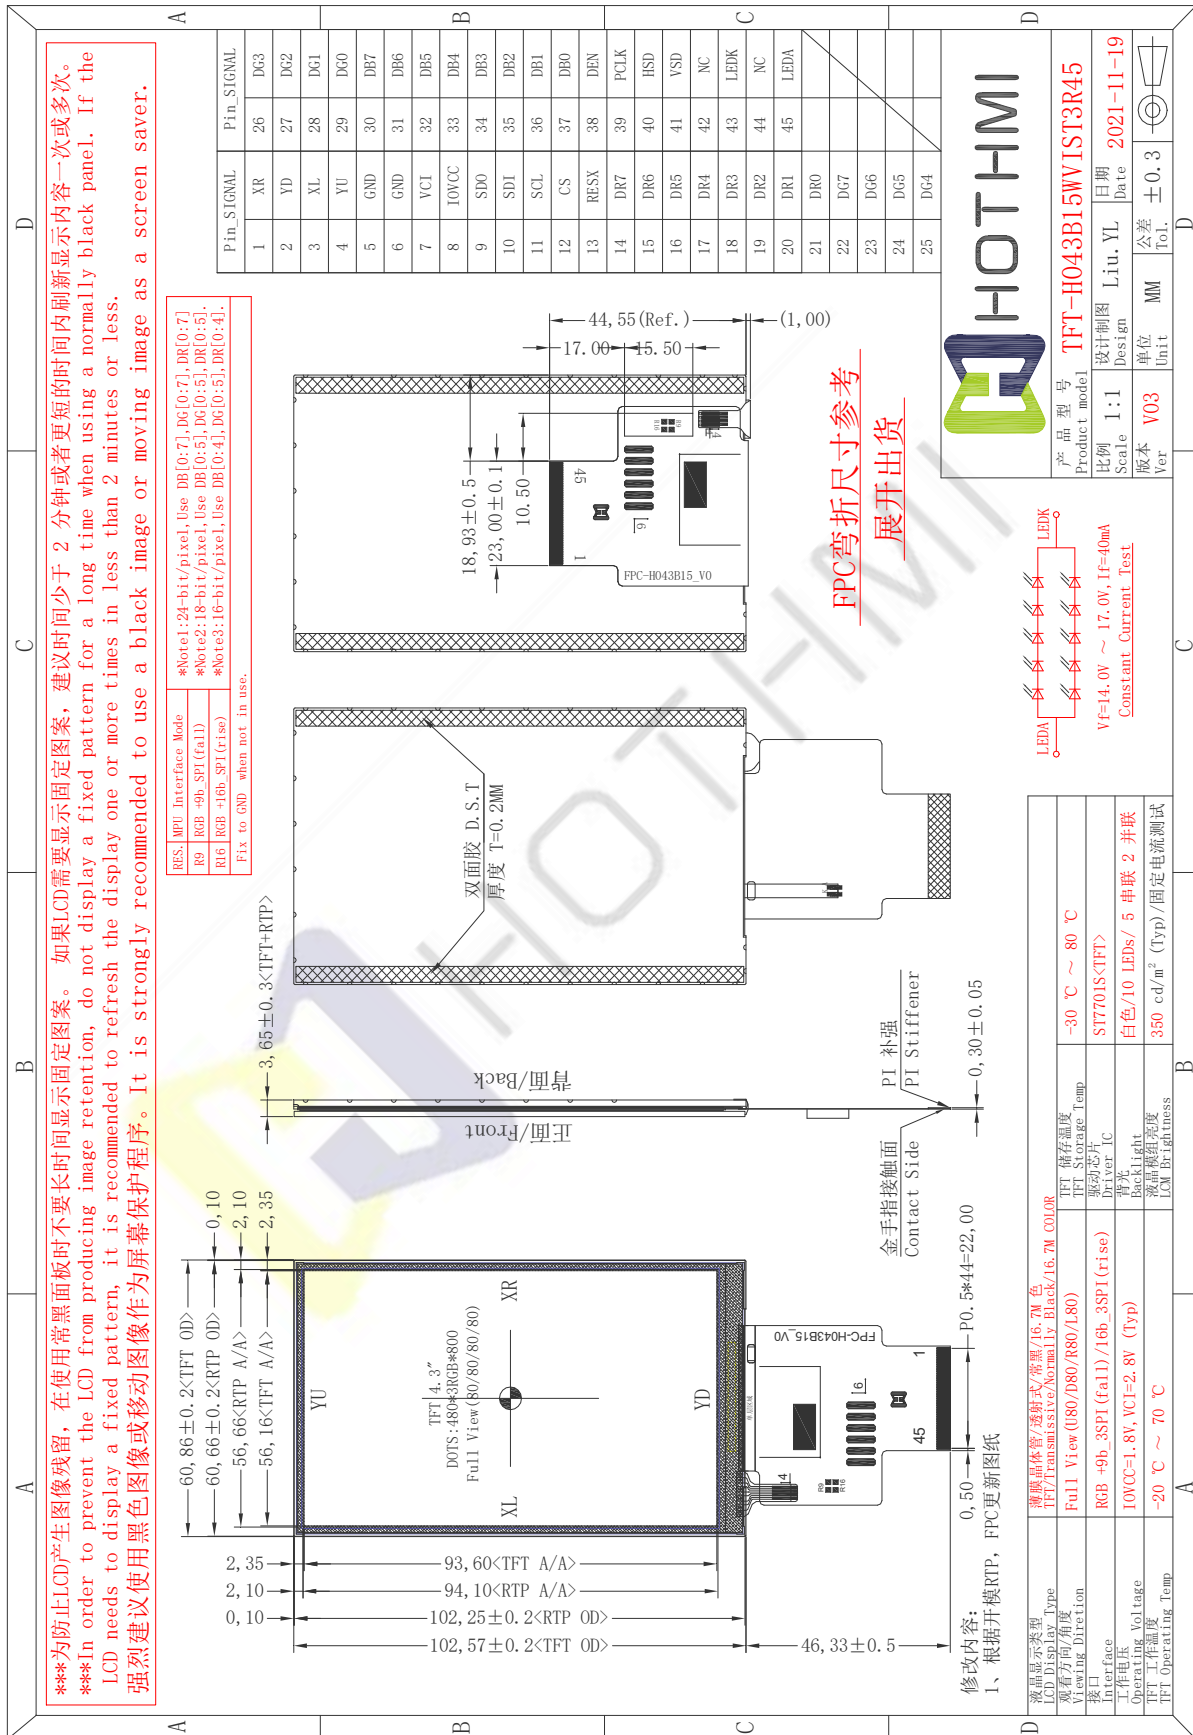 ***为防止LCD产生图像残留，在使用常黑面板时不要长时间显示固定图案。 如果LCD需要显示固定图案，建议时间少于 2 分钟或者更短的时间内刷新显示内容一次或多次。
***In order to prevent the LCD from producing image retention, do not display a fixed pattern for a long time when using a normally black panel. If the
LCD needs to display a fixed pattern, it is recommended to refresh the display one or more times in less than 2 minutes or less.
强烈建议使用黑色图像或移动图像作为屏幕保护程序。It is strongly recommended to use a black image or moving image as a screen saver.
RES. MPU Interface Mode
R9 RGB +9b_SPI(fall)
R16 RGB +16b_SPI(rise)
*Note1:24-bit/pixel,Use DB[0:7],DG[0:7],DR[0:7]
*Note2:18-bit/pixel,Use DB[0:5],DG[0:5],DR[0:5].
*Note3:16-bit/pixel,Use DB[0:4],DG[0:5],DR[0:4].
Fix to GND when not in use.
Pin_SIGNAL Pin_SIGNAL
1 XR 26 DG3
2 YD 27 DG2
3 XL 28 DG1
4 YU 29 DG0
5 GND 30 DB7
6 GND 31 DB6
7 VCI 32 DB5
8 IOVCC 33 DB4
9 SDO 34 DB3
10 SDI 35 DB2
11 SCL 36 DB1
12 CS 37 DB0
13 RESX 38 DEN
14 DR7 39 PCLK
15 DR6 40 HSD
16 DR5 41 VSD
17 DR4 42 NC
18 DR3 43 LEDK
19 DR2 44 NC
20 DR1 45 LEDA
21 DR0
22 DG7
23 DG6
24 DG5
25 DG4
60,86±0.2<TFT OD>
60,66±0.2<RTP OD>
56,66<RTP A/A>
56,16<TFT A/A>
0,10
2,10
2,35
2,35
2,10
0,10
93,60<TFT A/A>
94,10<RTP A/A>
102,25±0.2<RTP OD>
102,57±0.2<TFT OD>
46,33±0.5
YU
XL
XR
YD
TFT 4.3"
DOTS:480*3RGB*800
Full View(80/80/80/80)
FPC-H043B15_V0
R9
R16
45
1
0,50
P0.5*44=22,00
3,65±0.3<TFT+RTP>
正面/Front
背面/Back
金手指接触面
Contact Side
PI 补强
PI Stiffener
0,30±0.05
双面胶 D.S.T
厚度 T=0.2MM
18,93±0.5
23,00±0.1
10.50
44,55(Ref.)
17.00
15.50
(1,00)
1
45
FPC-H043B15_V0
FPC弯折尺寸参考
展开出货
修改内容:
1、根据开模RTP, FPC更新图纸
LEDA
LEDK
Vf=14.0V ～ 17.0V,If=40mA
Constant Current Test
液晶显示类型
LCD Display Type
薄膜晶体管/透射式/常黑/16.7M 色
TFT/Transmissive/Normally Black/16.7M COLOR
观看方向/角度
Viewing Diretion
Full View(U80/D80/R80/L80)
接口
Interface
RGB +9b_3SPI(fall)/16b_3SPI(rise)
工作电压
Operating Voltage
IOVCC=1.8V,VCI=2.8V (Typ)
TFT 工作温度
TFT Operating Temp
-20 ℃ ～ 70 ℃
TFT 储存温度
TFT Storage Temp
-30 ℃ ～ 80 ℃
驱动芯片
Driver IC
ST7701S<TFT>
背光
Backlight
白色/10 LEDs/ 5 串联 2 并联
液晶模组亮度
LCM Brightness
350 cd/m² (Typ)/固定电流测试
HOTHMI
产 品 型 号
Product model
TFT-H043B15WVIST3R45
比例
Scale
1:1
设计制图
Design
Liu.YL
日期
Date
2021-11-19
版本
Ver
V03
单位
Unit
MM
公差
Tol.
±0.3
A
B
C
D
A
B
C
D
A
B
C
D
A
B
C
D
HOTHMI